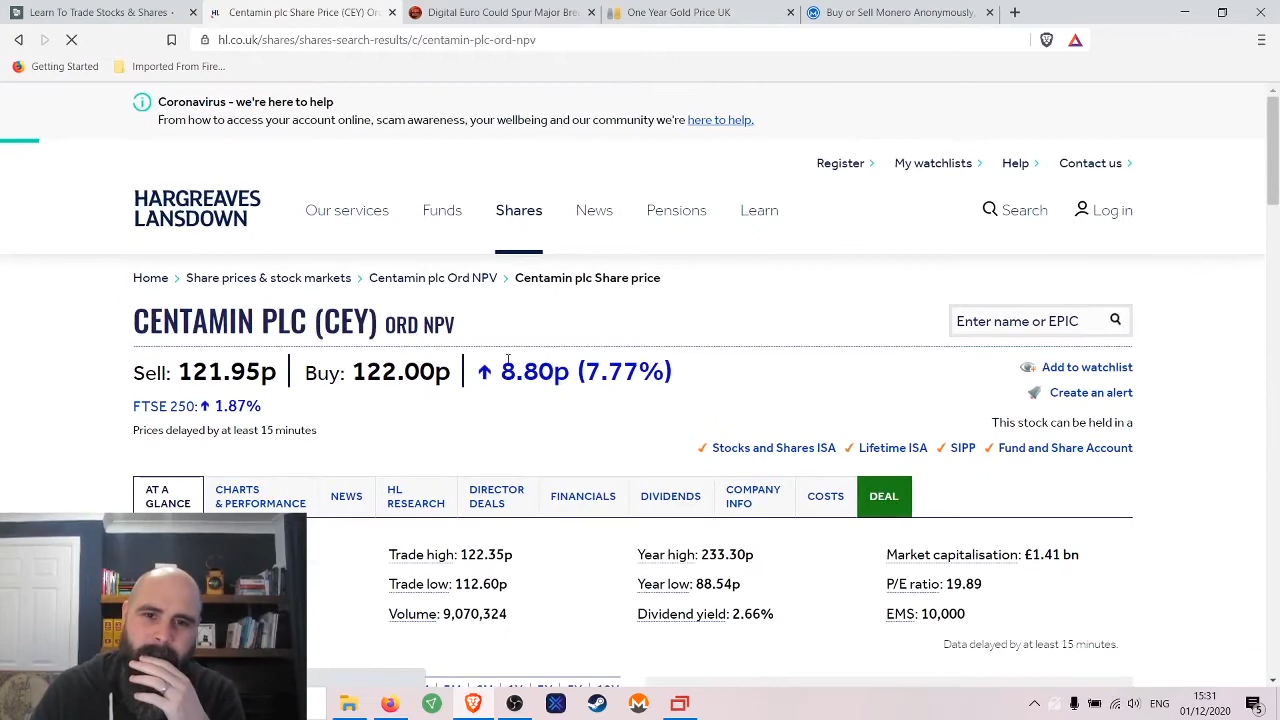 Learn To Trade Stocks &
Centamin PLC Share Price (CEY) Or
Digital Euro Could Spur Major Bre
One Year Gold Price UK
Buy or Sell Monero Anonymously,
hl.co.uk/shares/shares-search-results/c/centamin-plc-ord-npv
Getting Started
Imported From Fire...
Coronavirus - we're here to help
From how to access your account online, scam awareness, your wellbeing and our community we're here to help.
Register
My watchlists
Help
Contact us
HARGREAVES
LANSDOWN
Our services
Funds
Shares
News
Pensions
Learn
Search
Log in
Home > Share prices & stock markets > Centamin plc Ord NPV > Centamin plc Share price
CENTAMIN PLC (CEY) ORD NPV
Enter name or EPIC
Sell: 121.95p
Buy: 122.00p
8.80p (7.77%)
Add to watchlist
Create an alert
FTSE 250: 1.87%
Prices delayed by at least 15 minutes
This stock can be held in a
Stocks and Shares ISA
Lifetime ISA
SIPP
Fund and Share Account
AT A
GLANCE
CHARTS
& PERFORMANCE
NEWS
HL
RESEARCH
DIRECTOR
DEALS
FINANCIALS
DIVIDENDS
COMPANY
INFO
COSTS
DEAL
Trade high: 122.35p
Year high: 233.30p
Market capitalisation: £1.41 bn
Trade low: 112.60p
Year low: 88.54p
P/E ratio: 19.89
Volume: 9,070,324
Dividend yield: 2.66%
EMS: 10,000
Data delayed by at least 15 minutes.
ENG
15:31
01/12/2020
5